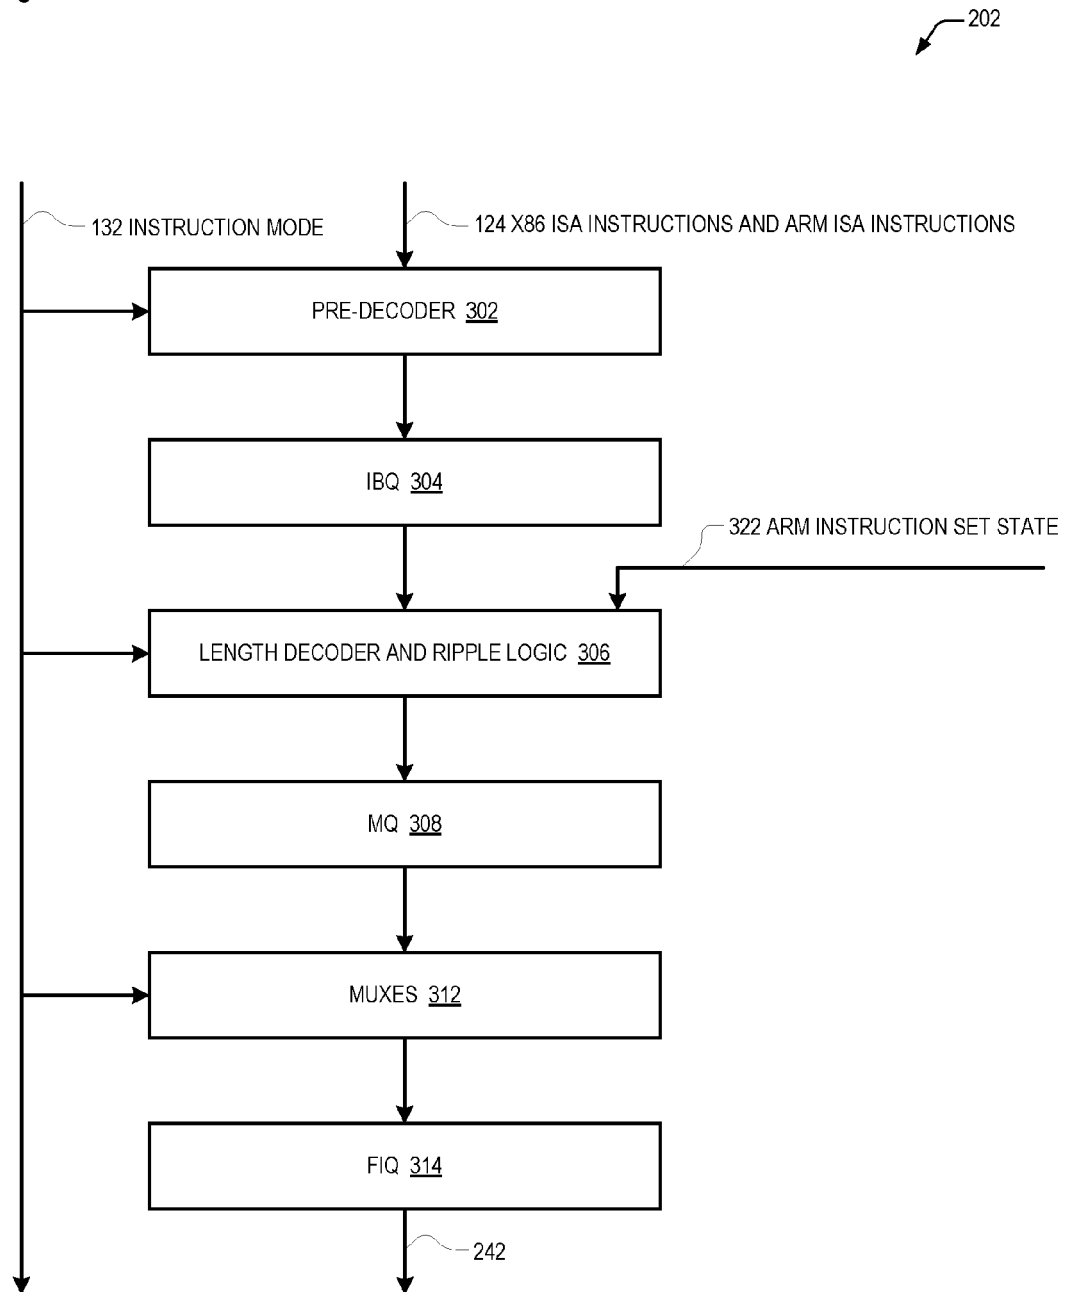 202
132 INSTRUCTION MODE
124 X86 ISA INSTRUCTIONS AND ARM ISA INSTRUCTIONS
PRE-DECODER 302
IBQ 304
322 ARM INSTRUCTION SET STATE
LENGTH DECODER AND RIPPLE LOGIC 306
MQ 308
MUXES 312
FIQ 314
242